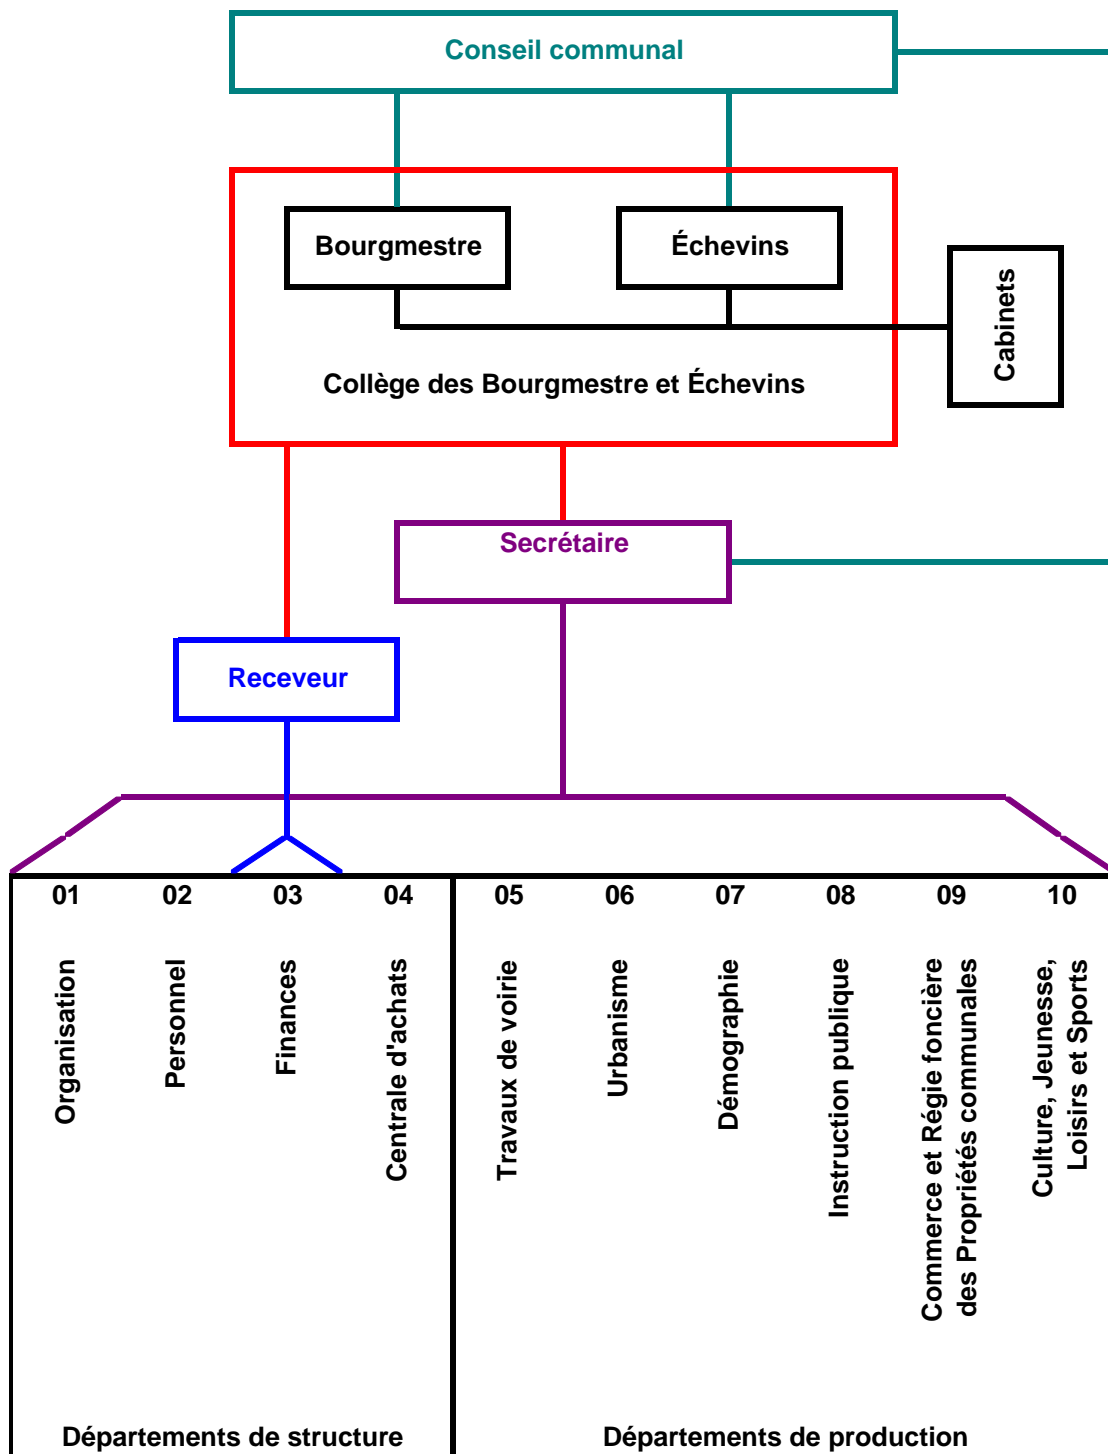 Conseil communal
Bourgmestre
Échevins
Cabinets
Collège des Bourgmestre et Échevins
Secrétaire
Receveur
01
02
03
04
05
06
07
08
09
10
Organisation
Personnel
Finances
Centrale d'achats
Travaux de voirie
Urbanisme
Démographie
Instruction publique
Commerce et Régie foncière
des Propriétés communales
Culture, Jeunesse,
Loisirs et Sports
Départements de structure
Départements de production